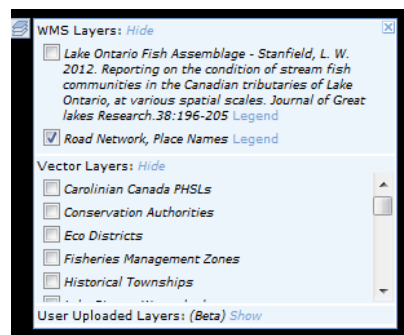 WMS Layers: Hide
Lake Ontario Fish Assemblage - Stanfield, L. W.
2012. Reporting on the condition of stream fish
communities in the Canadian tributaries of Lake
Ontario, at various spatial scales. Journal of Great
lakes Research.38:196-205 Legend
Road Network, Place Names Legend
Vector Layers: Hide
Carolinian Canada PHSLs
Conservation Authorities
Eco Districts
Fisheries Management Zones
Historical Townships
User Uploaded Layers: (Beta) Show